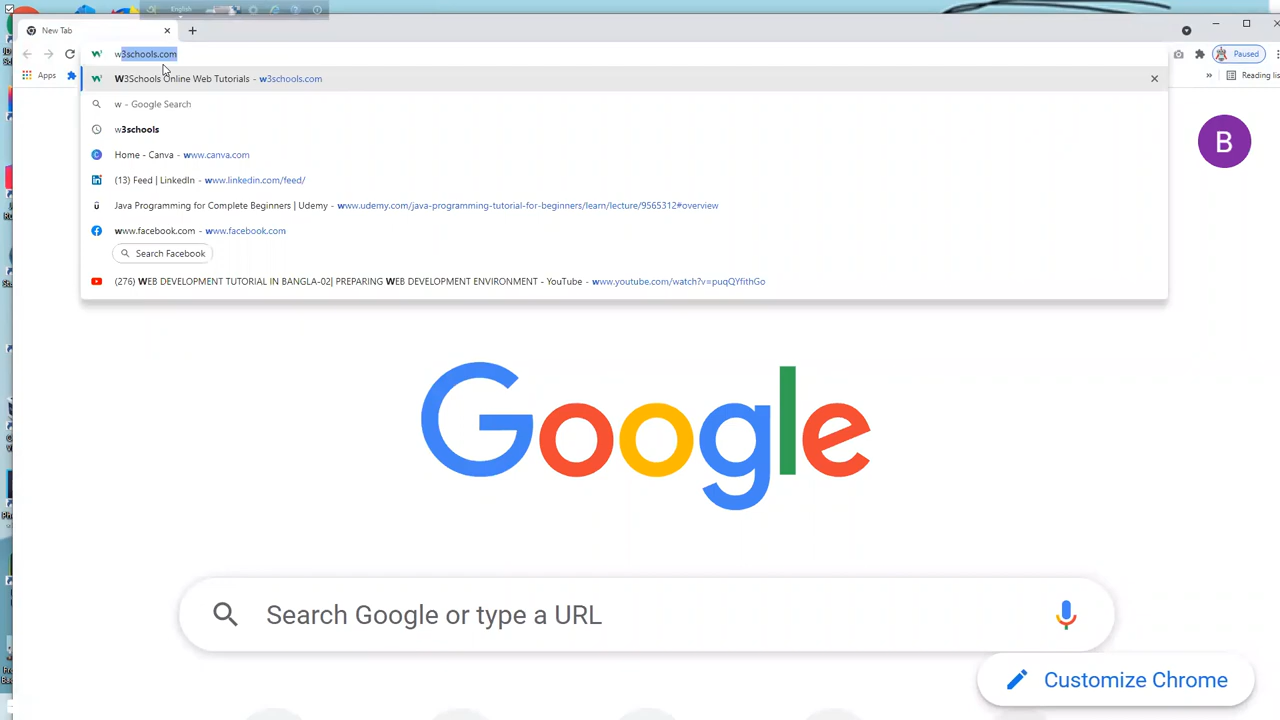 English
New Tab
w3schools.com
Paused
Apps
Reading lis
W3Schools Online Web Tutorials - w3schools.com
w - Google Search
w3schools
Home - Canva - www.canva.com
(13) Feed | LinkedIn - www.linkedin.com/feed/
Java Programming for Complete Beginners | Udemy - www.udemy.com/java-programming-tutorial-for-beginners/learn/lecture/9565312#overview
www.facebook.com - www.facebook.com
Search Facebook
(276) WEB DEVELOPMENT TUTORIAL IN BANGLA-02| PREPARING WEB DEVELOPMENT ENVIRONMENT - YouTube - www.youtube.com/watch?v=puqQYfithGo
B
Google
Search Google or type a URL
Customize Chrome